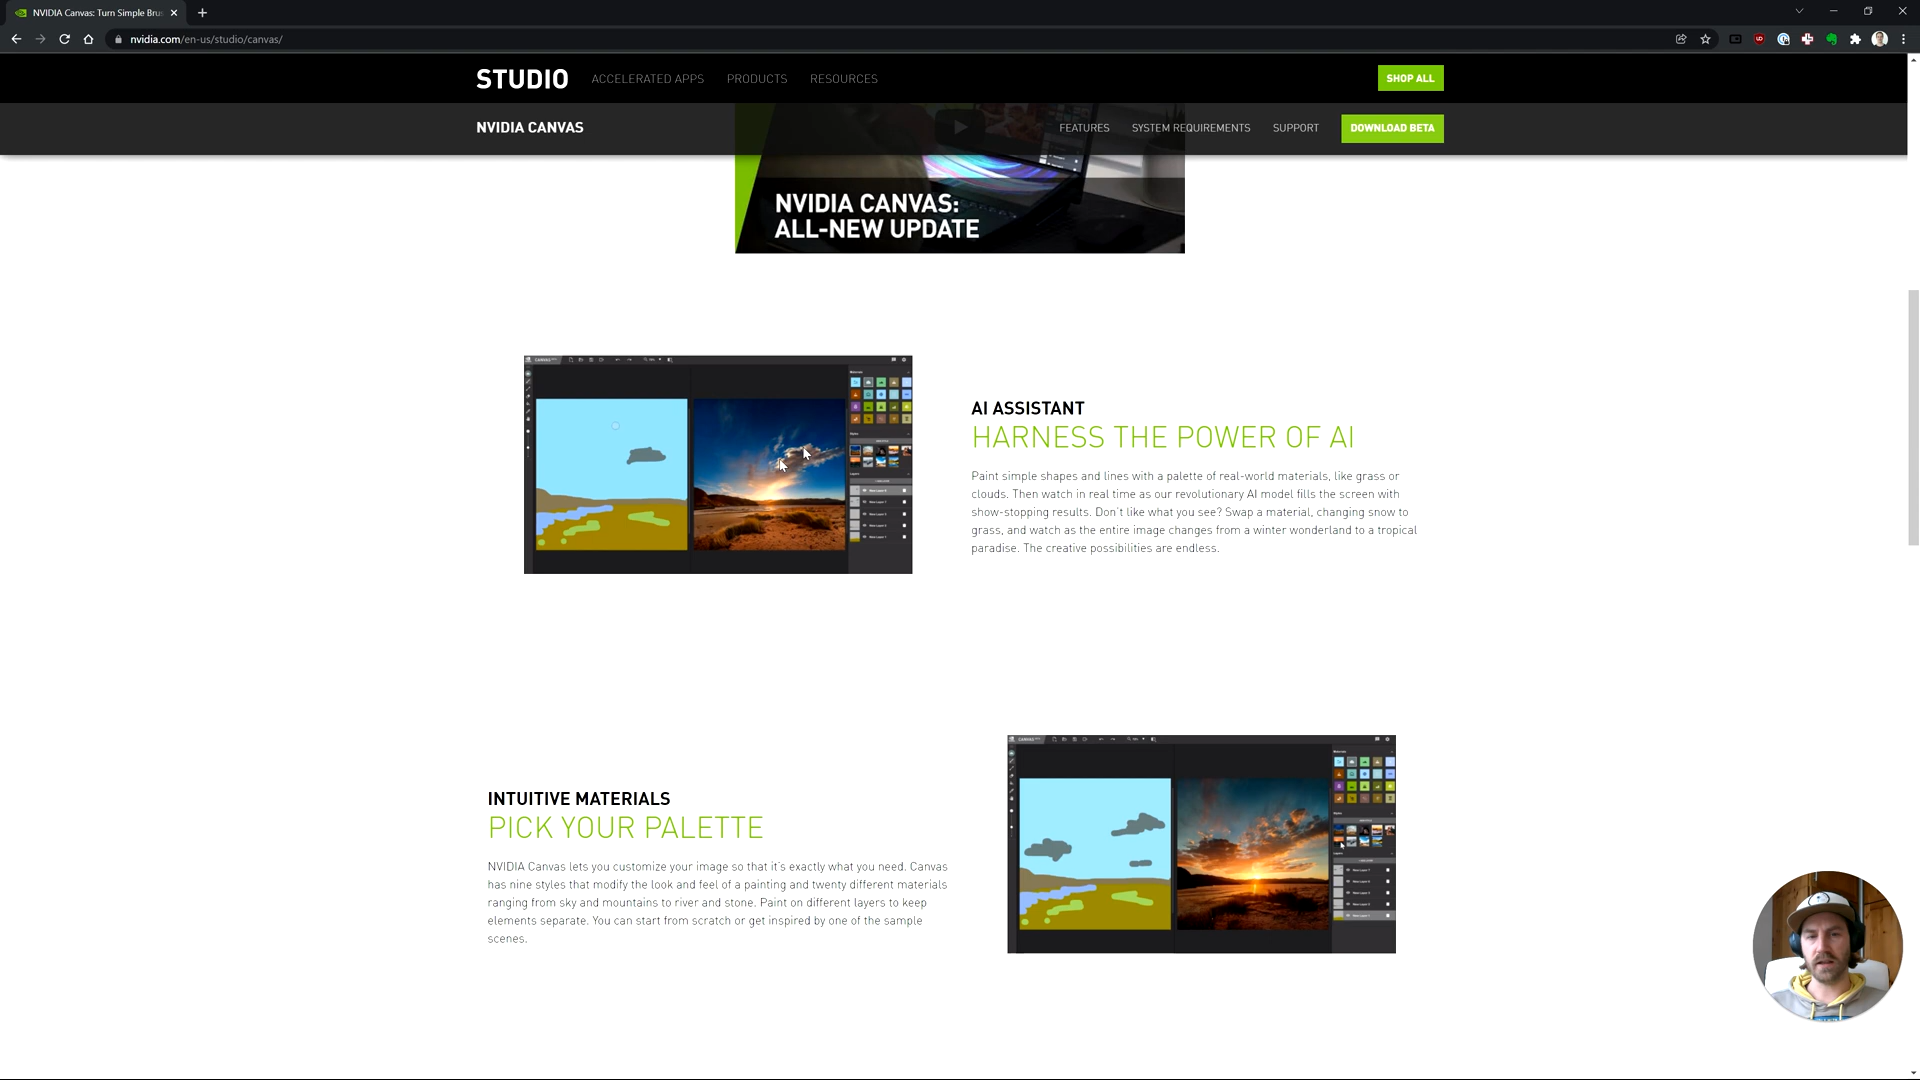 NVIDIA Canvas: Turn Simple Brus
nvidia.com/en-us/studio/canvas/
STUDIO ACCELERATED APPS PRODUCTS RESOURCES SHOP ALL
NVIDIA CANVAS FEATURES SYSTEM REQUIREMENTS SUPPORT DOWNLOAD BETA
NVIDIA CANVAS:
ALL-NEW UPDATE
AI ASSISTANT
HARNESS THE POWER OF AI
Paint simple shapes and lines with a palette of real-world materials, like grass or
clouds. Then watch in real time as our revolutionary AI model fills the screen with
show-stopping results. Don't like what you see? Swap a material, changing snow to
grass, and watch as the entire image changes from a winter wonderland to a tropical
paradise. The creative possibilities are endless.
INTUITIVE MATERIALS
PICK YOUR PALETTE
NVIDIA Canvas lets you customize your image so that it's exactly what you need. Canvas
has nine styles that modify the look and feel of a painting and twenty different materials
ranging from sky and mountains to river and stone. Paint on different layers to keep
elements separate. You can start from scratch or get inspired by one of the sample
scenes.